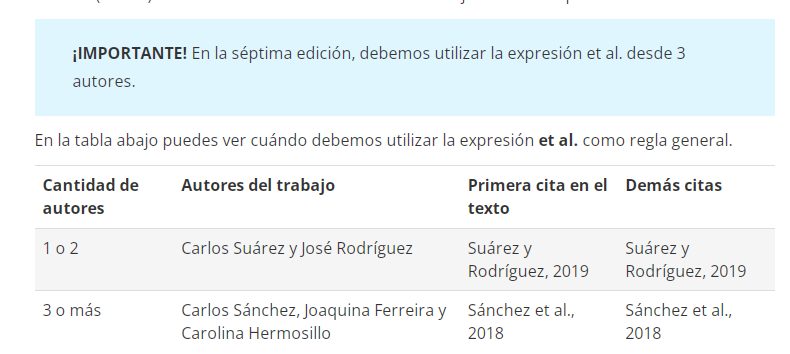 ¡IMPORTANTE! En la séptima edición, debemos utilizar la expresión et al. desde 3
autores.
En la tabla abajo puedes ver cuándo debemos utilizar la expresión et al. como regla general.
Cantidad de autores Autores del trabajo Primera cita en el texto Demás citas
1 o 2 Carlos Suárez y José Rodríguez Suárez y Rodríguez, 2019 Suárez y Rodríguez, 2019
3 o más Carlos Sánchez, Joaquina Ferreira y Carolina Hermosillo Sánchez et al., 2018 Sánchez et al., 2018